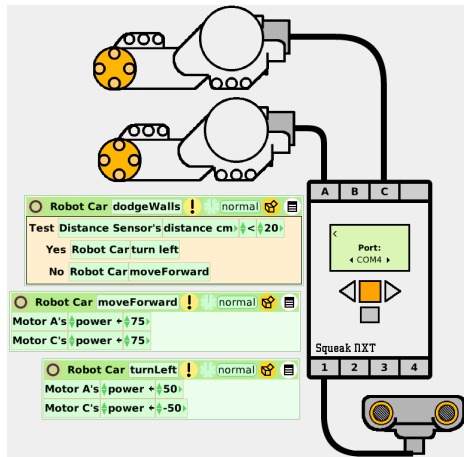 A B C
Robot Car dodgeWalls ! normal
Test Distance Sensor's distance cm < 20
Yes Robot Car turn left
No Robot Car moveForward
<
Port:
COM4
Robot Car moveForward ! normal
Motor A's power ← 75
Motor C's power ← 75
Squeak NXT
1 2 3 4
Robot Car turnLeft ! normal
Motor A's power ← 50
Motor C's power ← -50